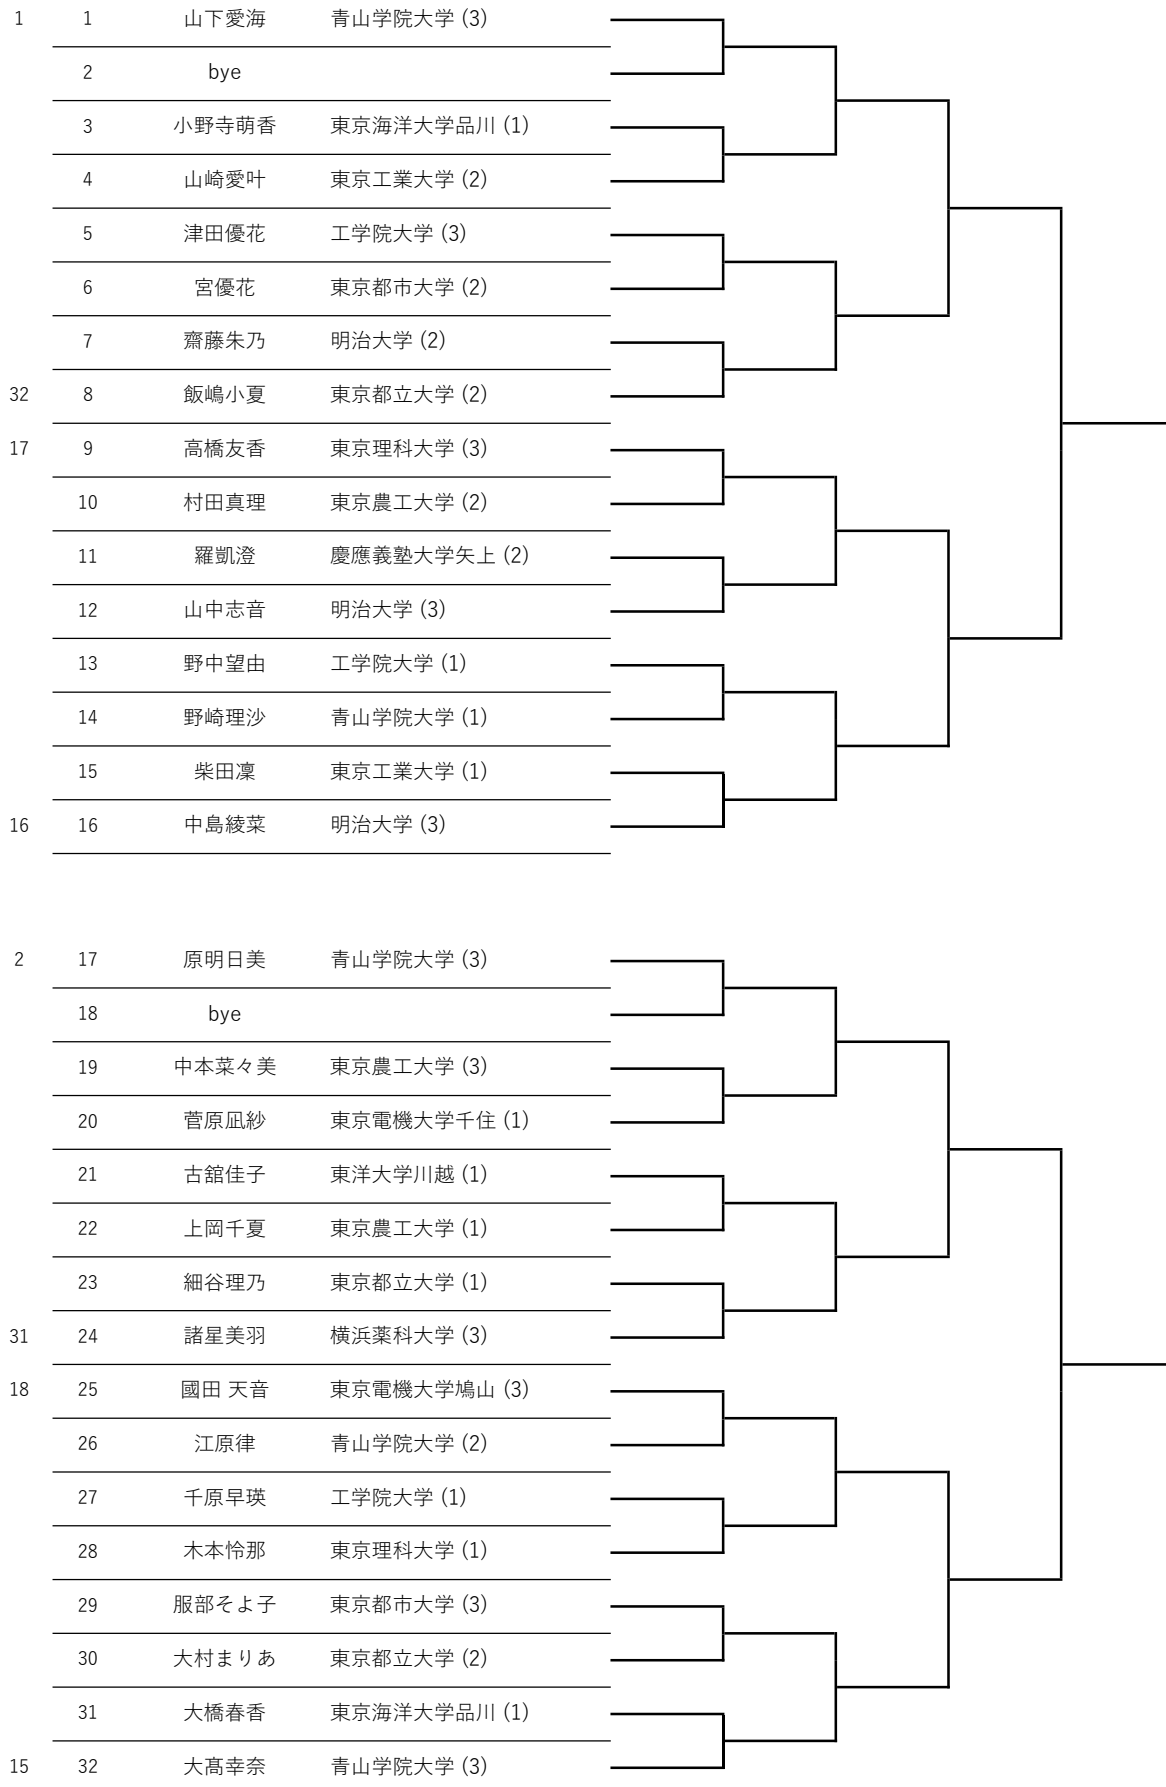 1 1 山下愛海 青山学院大学 (3)
2 bye
3 小野寺萌香 東京海洋大学品川 (1)
4 山崎愛叶 東京工業大学 (2)
5 津田優花 工学院大学 (3)
6 宮優花 東京都市大学 (2)
7 齋藤朱乃 明治大学 (2)
32 8 飯嶋小夏 東京都立大学 (2)
17 9 高橋友香 東京理科大学 (3)
10 村田真理 東京農工大学 (2)
11 羅凱澄 慶應義塾大学矢上 (2)
12 山中志音 明治大学 (3)
13 野中望由 工学院大学 (1)
14 野崎理沙 青山学院大学 (1)
15 柴田凜 東京工業大学 (1)
16 16 中島綾菜 明治大学 (3)
2 17 原明日美 青山学院大学 (3)
18 bye
19 中本菜々美 東京農工大学 (3)
20 菅原凪紗 東京電機大学千住 (1)
21 古舘佳子 東洋大学川越 (1)
22 上岡千夏 東京農工大学 (1)
23 細谷理乃 東京都立大学 (1)
31 24 諸星美羽 横浜薬科大学 (3)
18 25 國田 天音 東京電機大学鳩山 (3)
26 江原律 青山学院大学 (2)
27 千原早瑛 工学院大学 (1)
28 木本怜那 東京理科大学 (1)
29 服部そよ子 東京都市大学 (3)
30 大村まりあ 東京都立大学 (2)
31 大橋春香 東京海洋大学品川 (1)
15 32 大髙幸奈 青山学院大学 (3)